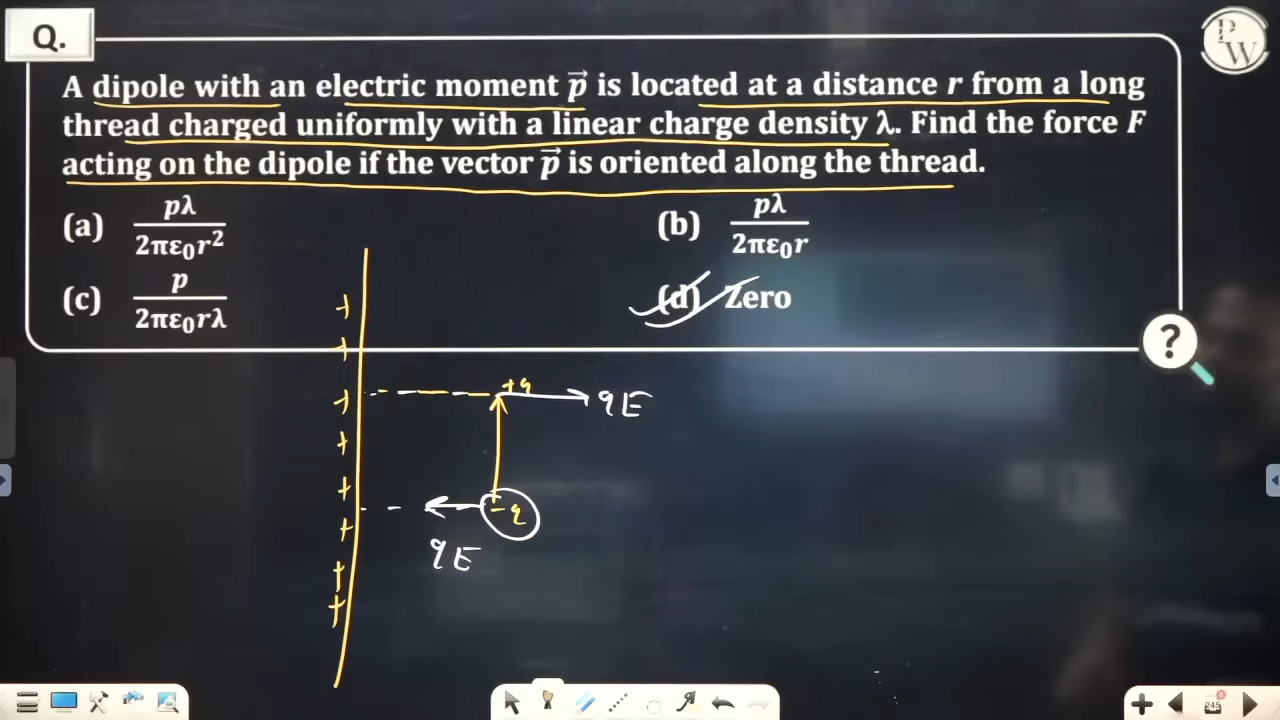 Q.
PW
A dipole with an electric moment p⃗ is located at a distance r from a long
thread charged uniformly with a linear charge density λ. Find the force F
acting on the dipole if the vector p⃗ is oriented along the thread.
(a) pλ/2πε₀r²
(b) pλ/2πε₀r
(c) p/2πε₀rλ
(d) Zero
?
+
+
+ +q qE
+
+
+ -q
qE
+
+
245